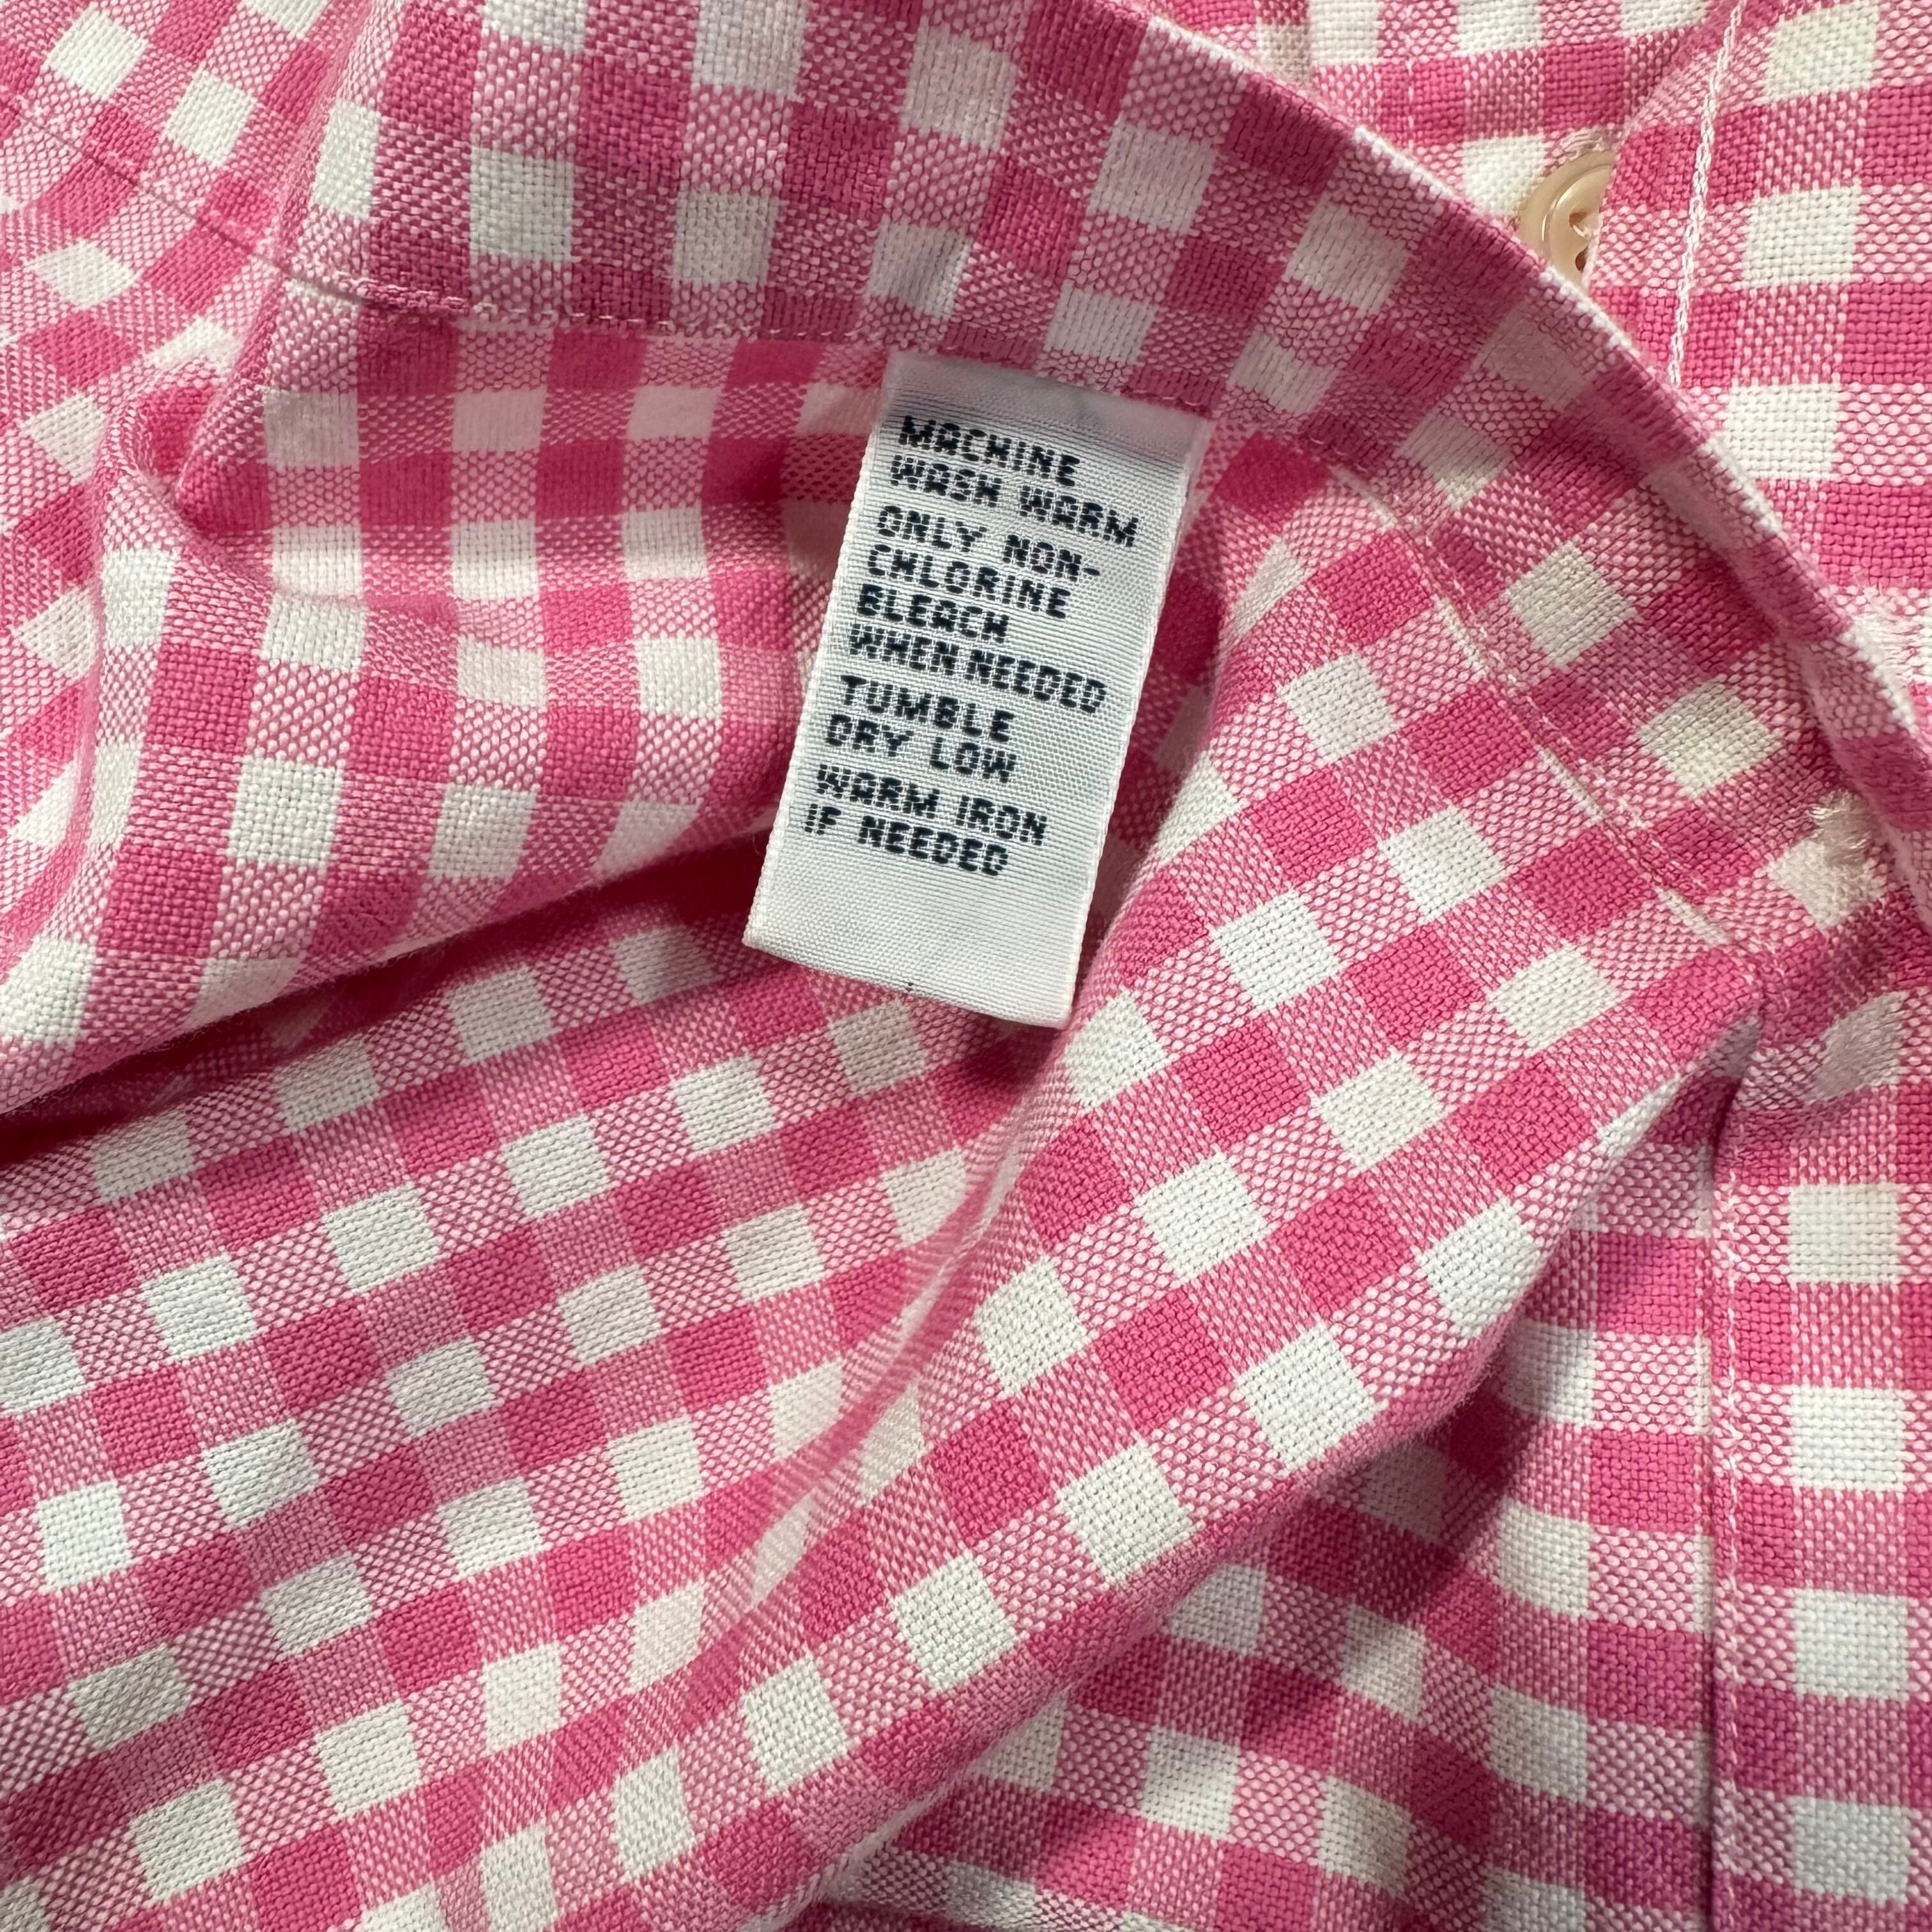 MACHINE
WASH WARM
ONLY NON-
CHLORINE
BLEACH
WHEN NEEDED
TUMBLE
DRY LOW
WARM IRON
IF NEEDED